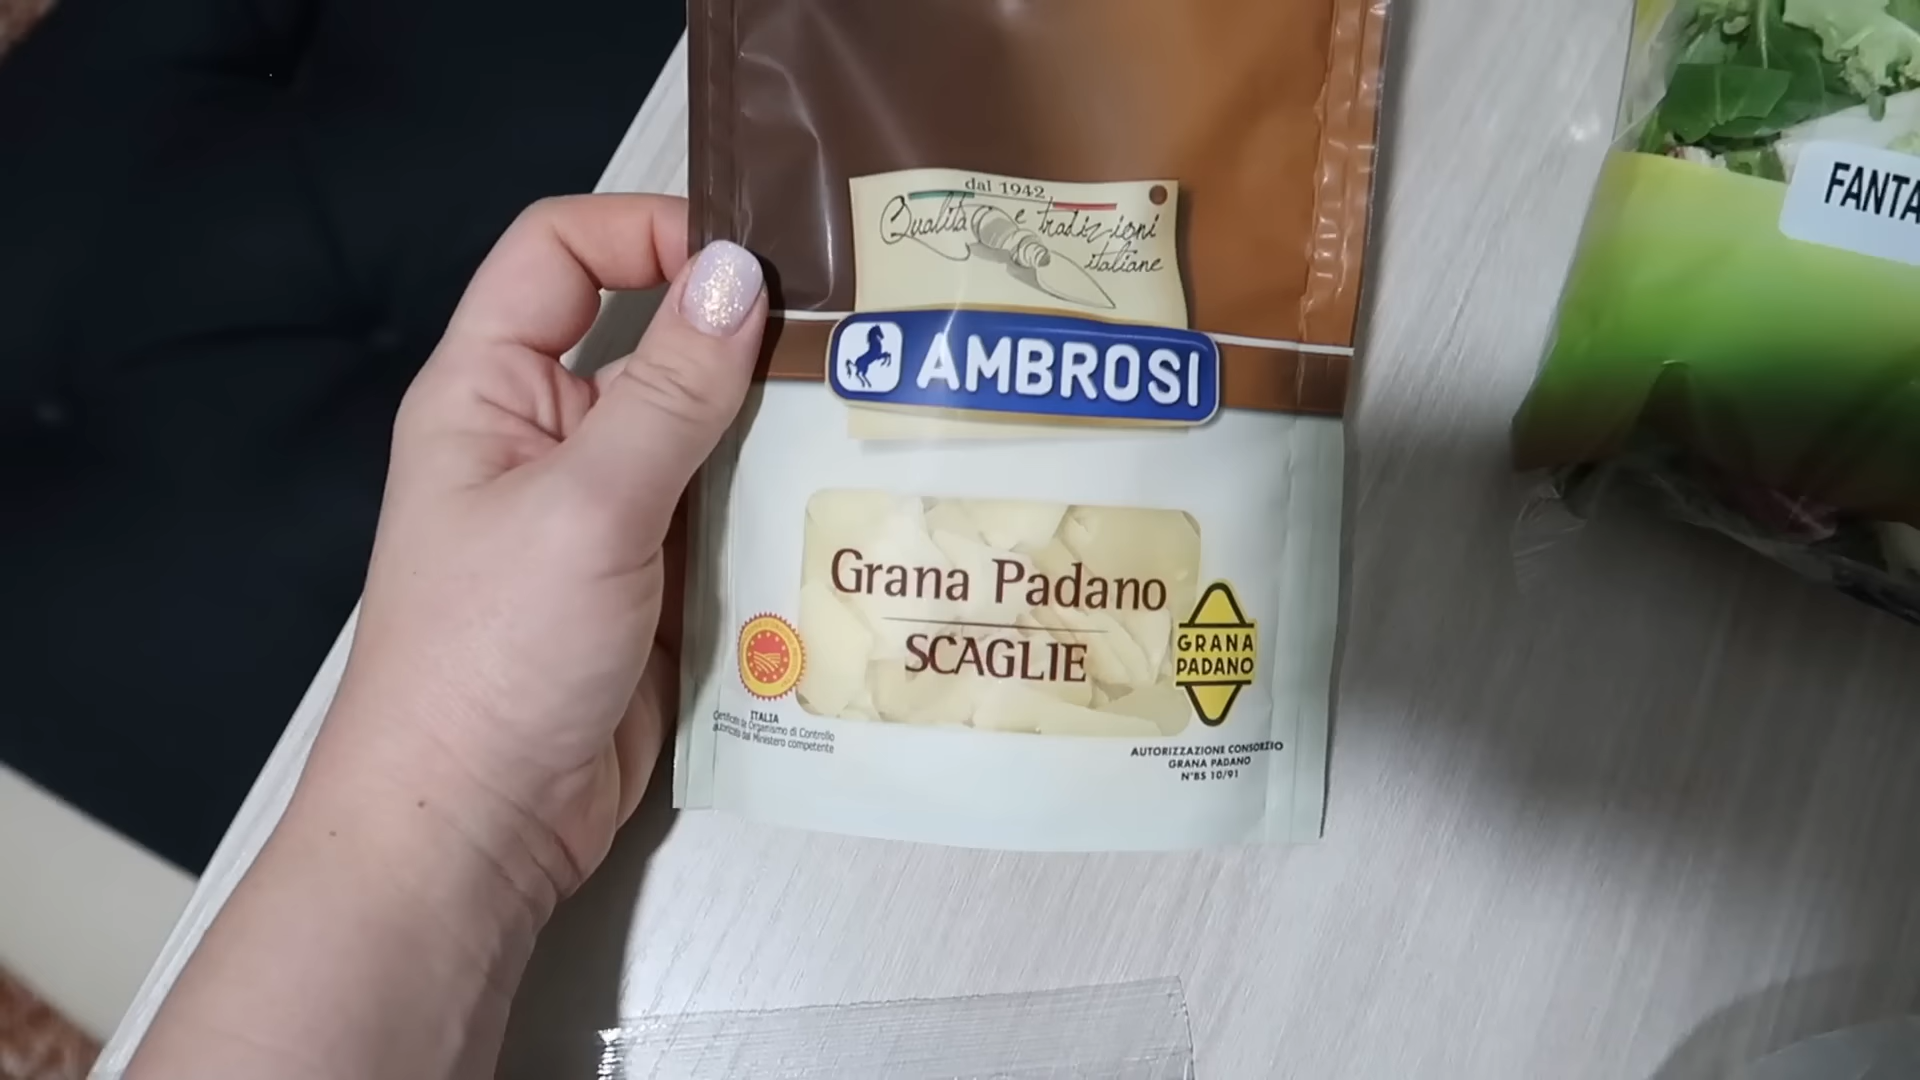 dal 1942
Qualità e tradizioni
italiane
AMBROSI
Grana Padano
SCAGLIE
GRANA
PADANO
ITALIA
Certificato da Organismo di Controllo
autorizzato dal Ministero competente
AUTORIZZAZIONE CONSORZIO
GRANA PADANO
N°BS 10/91
FANTA